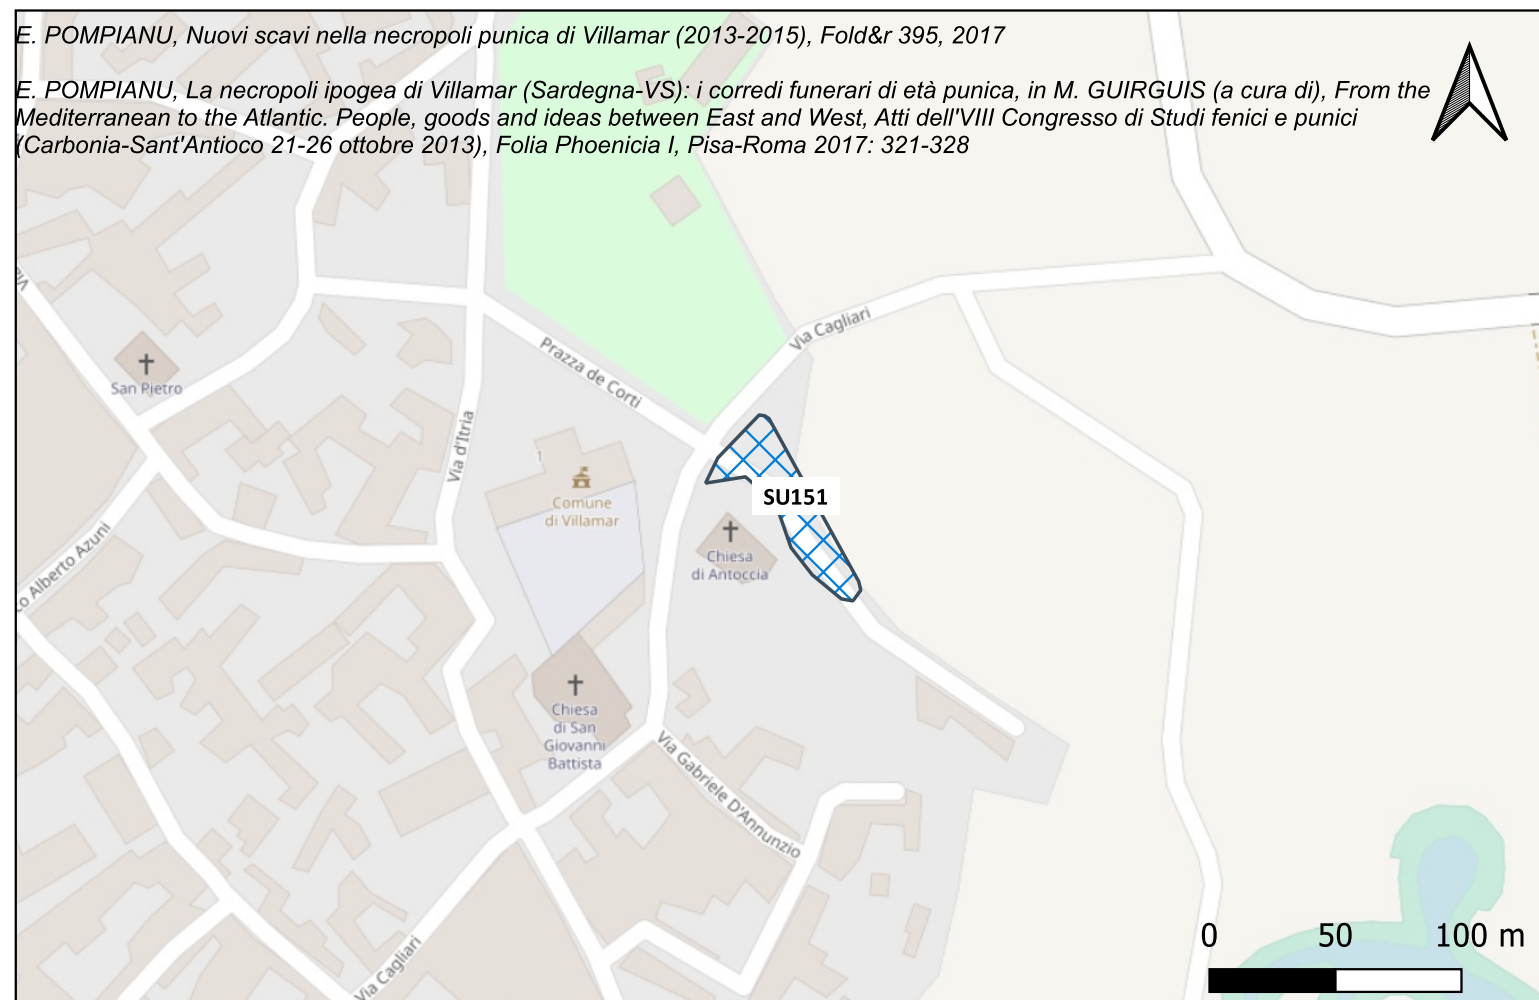 E. POMPIANU, Nuovi scavi nella necropoli punica di Villamar (2013-2015), Fold&r 395, 2017
E. POMPIANU, La necropoli ipogea di Villamar (Sardegna-VS): i corredi funerari di età punica, in M. GUIRGUIS (a cura di), From the
Mediterranean to the Atlantic. People, goods and ideas between East and West, Atti dell'VIII Congresso di Studi fenici e punici
(Carbonia-Sant'Antioco 21-26 ottobre 2013), Folia Phoenicia I, Pisa-Roma 2017: 321-328
Via Cagliari
Prazza de Corti
San Pietro
Via d'Itria
1
Comune
di Villamar
SU151
Chiesa
di Antoccia
co Alberto Azuni
Chiesa
di San
Giovanni
Battista
Via Gabriele D'Annunzio
Via Cagliari
0 50 100 m